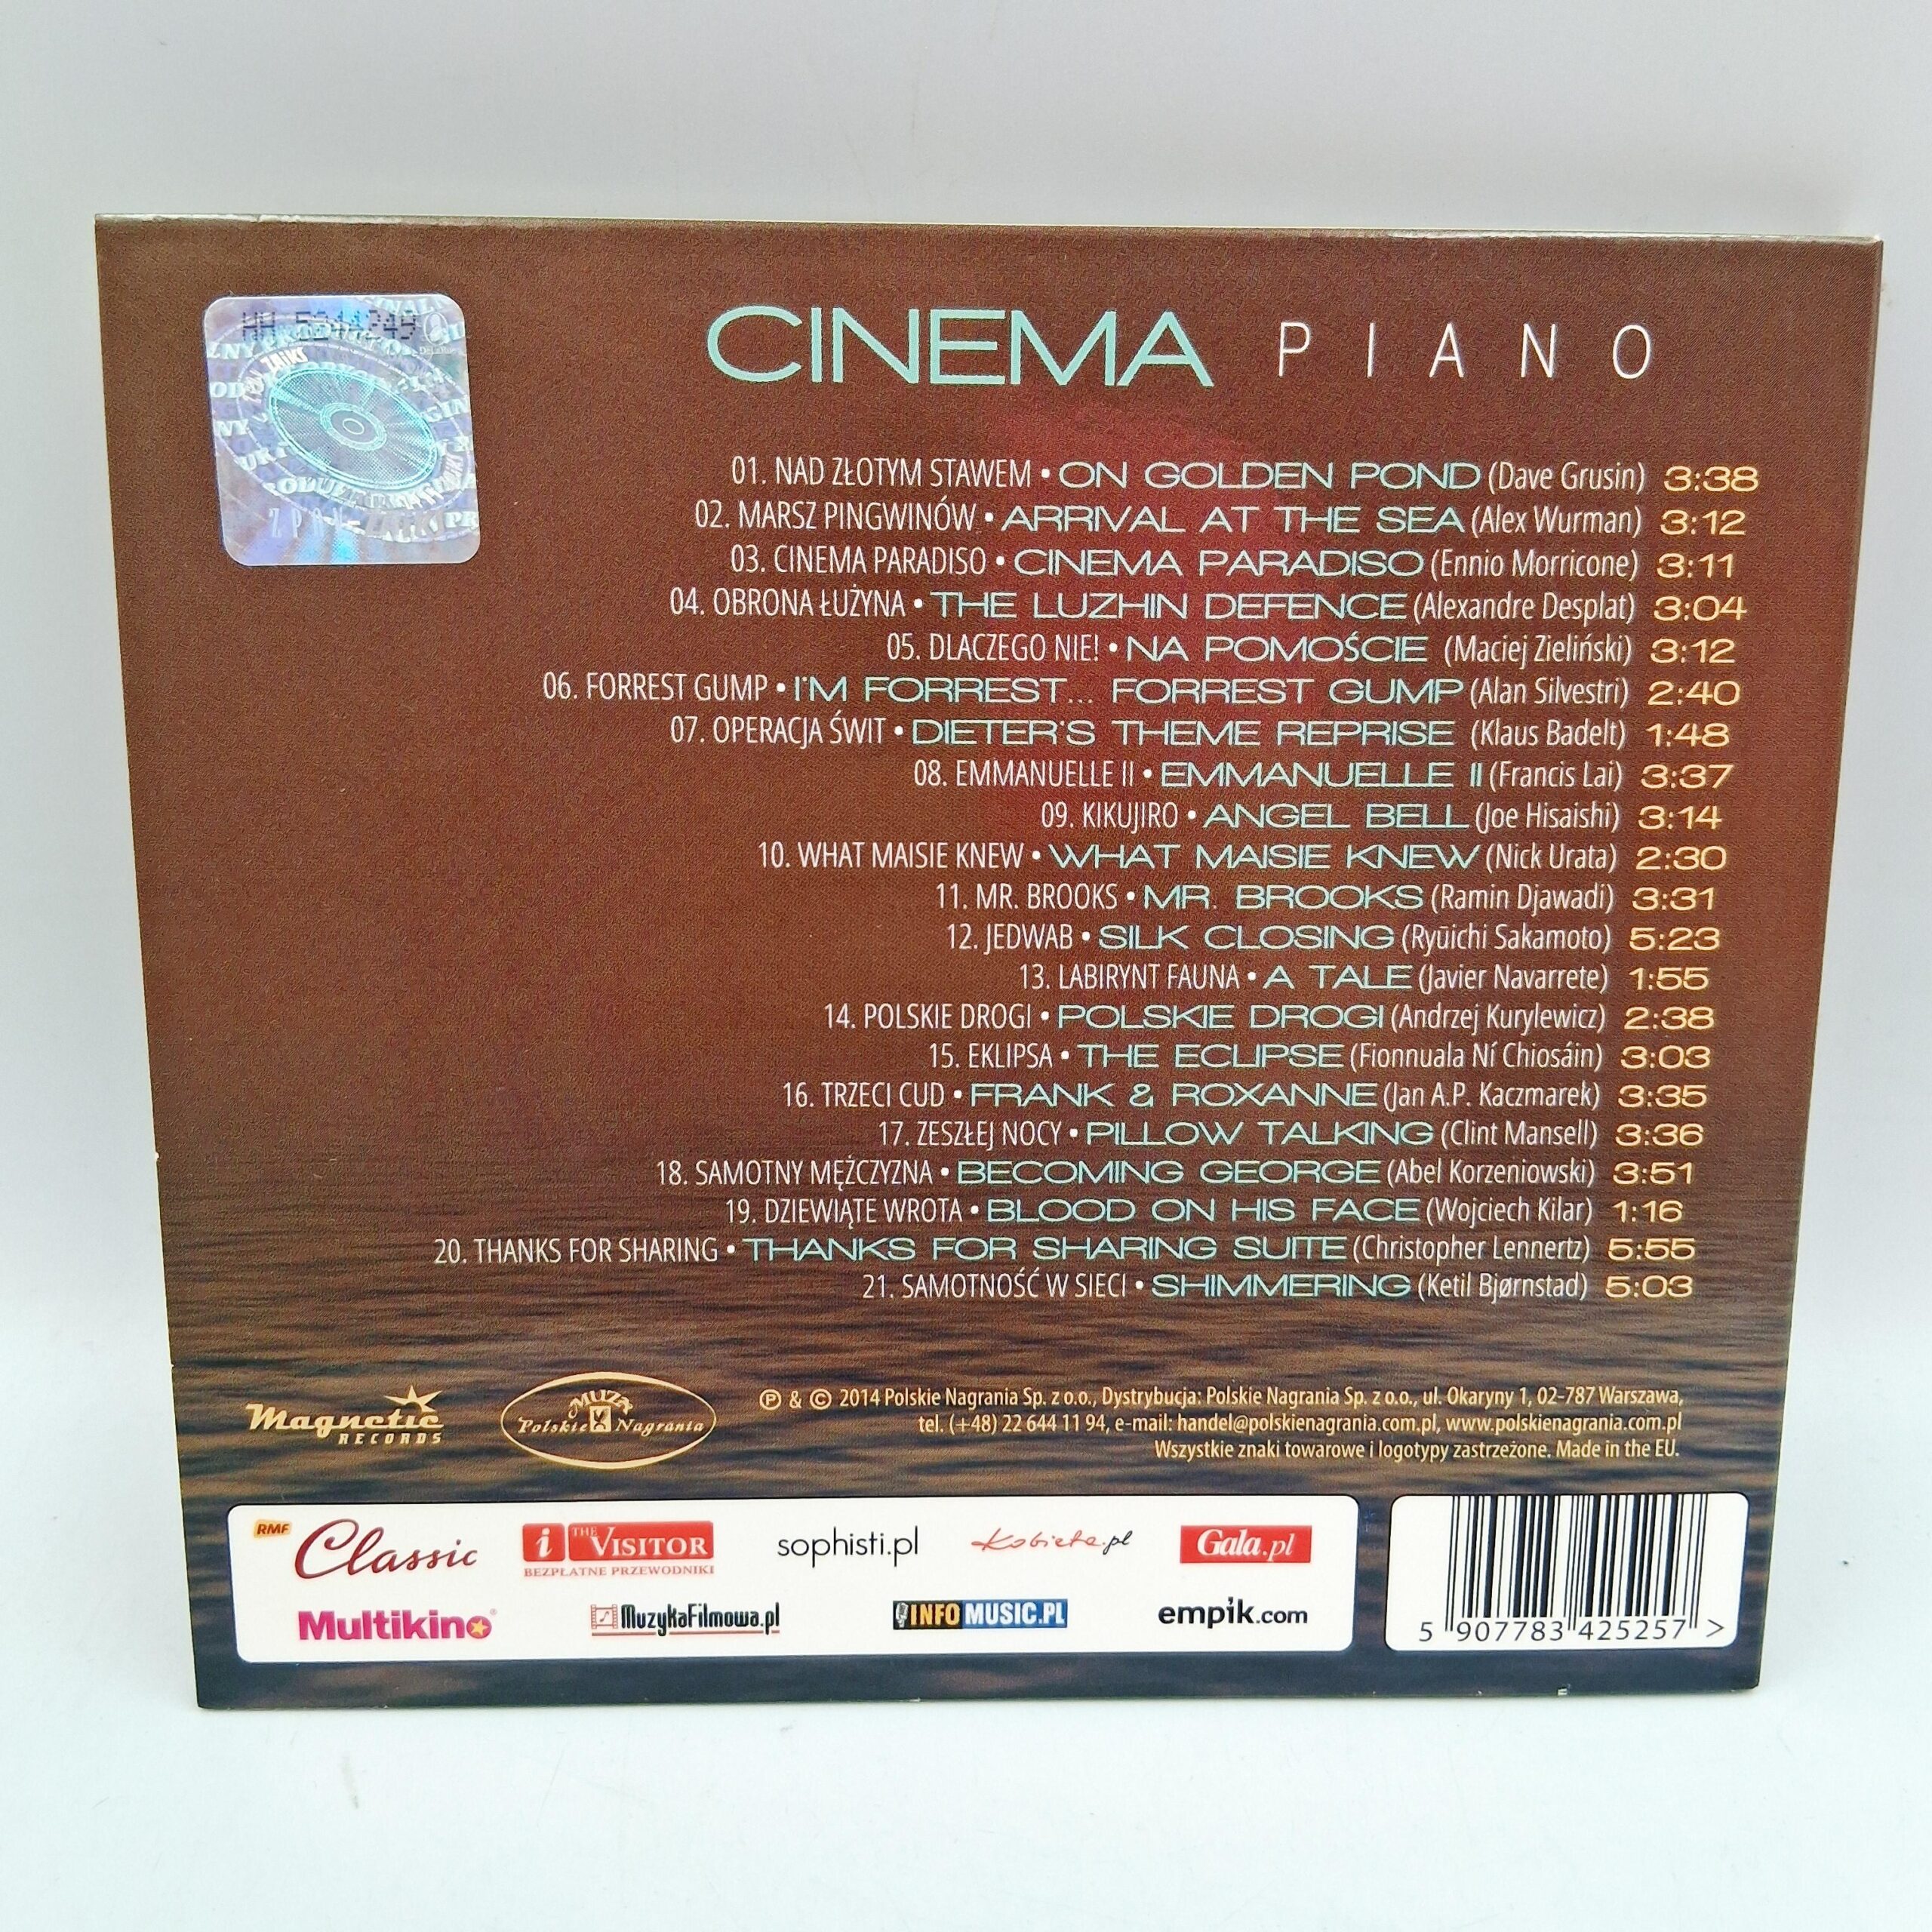 CINEMA PIANO
ZAiKS
01. NAD ZŁOTYM STAWEM • ON GOLDEN POND (Dave Grusin) 3:38
02. MARSZ PINGWINÓW • ARRIVAL AT THE SEA (Alex Wurman) 3:12
03. CINEMA PARADISO • CINEMA PARADISO (Ennio Morricone) 3:11
04. OBRONA ŁUŻYNA • THE LUZHIN DEFENCE (Alexandre Desplat) 3:04
05. DLACZEGO NIE! • NA POMOŚCIE (Maciej Zieliński) 3:12
06. FORREST GUMP • I'M FORREST... FORREST GUMP (Alan Silvestri) 2:40
07. OPERACJA ŚWIT • DIETER'S THEME REPRISE (Klaus Badelt) 1:48
08. EMMANUELLE II • EMMANUELLE II (Francis Lai) 3:37
09. KIKUJIRO • ANGEL BELL (Joe Hisaishi) 3:14
10. WHAT MAISIE KNEW • WHAT MAISIE KNEW (Nick Urata) 2:30
11. MR. BROOKS • MR. BROOKS (Ramin Djawadi) 3:31
12. JEDWAB • SILK CLOSING (Ryūichi Sakamoto) 5:23
13. LABIRYNT FAUNA • A TALE (Javier Navarrete) 1:55
14. POLSKIE DROGI • POLSKIE DROGI (Andrzej Kurylewicz) 2:38
15. EKLIPSA • THE ECLIPSE (Fionnuala Ní Chiosáin) 3:03
16. TRZECI CUD • FRANK & ROXANNE (Jan A.P. Kaczmarek) 3:35
17. ZESZŁEJ NOCY • PILLOW TALKING (Clint Mansell) 3:36
18. SAMOTNY MĘŻCZYZNA • BECOMING GEORGE (Abel Korzeniowski) 3:51
19. DZIEWIĄTE WROTA • BLOOD ON HIS FACE (Wojciech Kilar) 1:16
20. THANKS FOR SHARING • THANKS FOR SHARING SUITE (Christopher Lennertz) 5:55
21. SAMOTNOŚĆ W SIECI • SHIMMERING (Ketil Bjørnstad) 5:03
Magnetic RECORDS
MUZA
Polskie Nagrania
℗ & © 2014 Polskie Nagrania Sp. z o.o., Dystrybucja: Polskie Nagrania Sp. z o.o., ul. Okaryny 1, 02-787 Warszawa,
tel. (+48) 22 644 11 94, e-mail: handel@polskienagrania.com.pl, www.polskienagrania.com.pl
Wszystkie znaki towarowe i logotypy zastrzeżone. Made in the EU.
RMF Classic
i THE VISITOR
BEZPŁATNE PRZEWODNIKI
sophisti.pl
kobieta.pl
Gala.pl
Multikino
MuzykaFilmowa.pl
INFOMUSIC.PL
empik.com
5 907783 425257 >